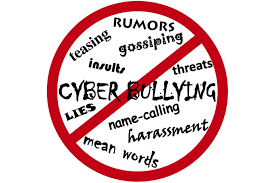 RUMORS
teasing
gossiping
insults
threats
CYBER BULLYING
LIES
name-calling
harassment
mean words